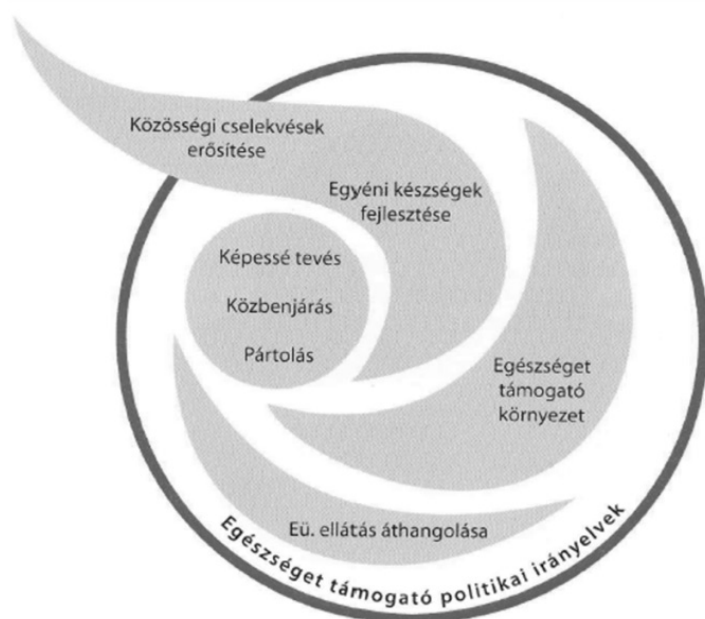 Közösségi cselekvések
erősítése
Egyéni készségek
fejlesztése
Képessé tevés
Közbenjárás
Pártolás
Egészséget
támogató
környezet
Eü. ellátás áthangolása
Egészséget támogató politikai irányelvek